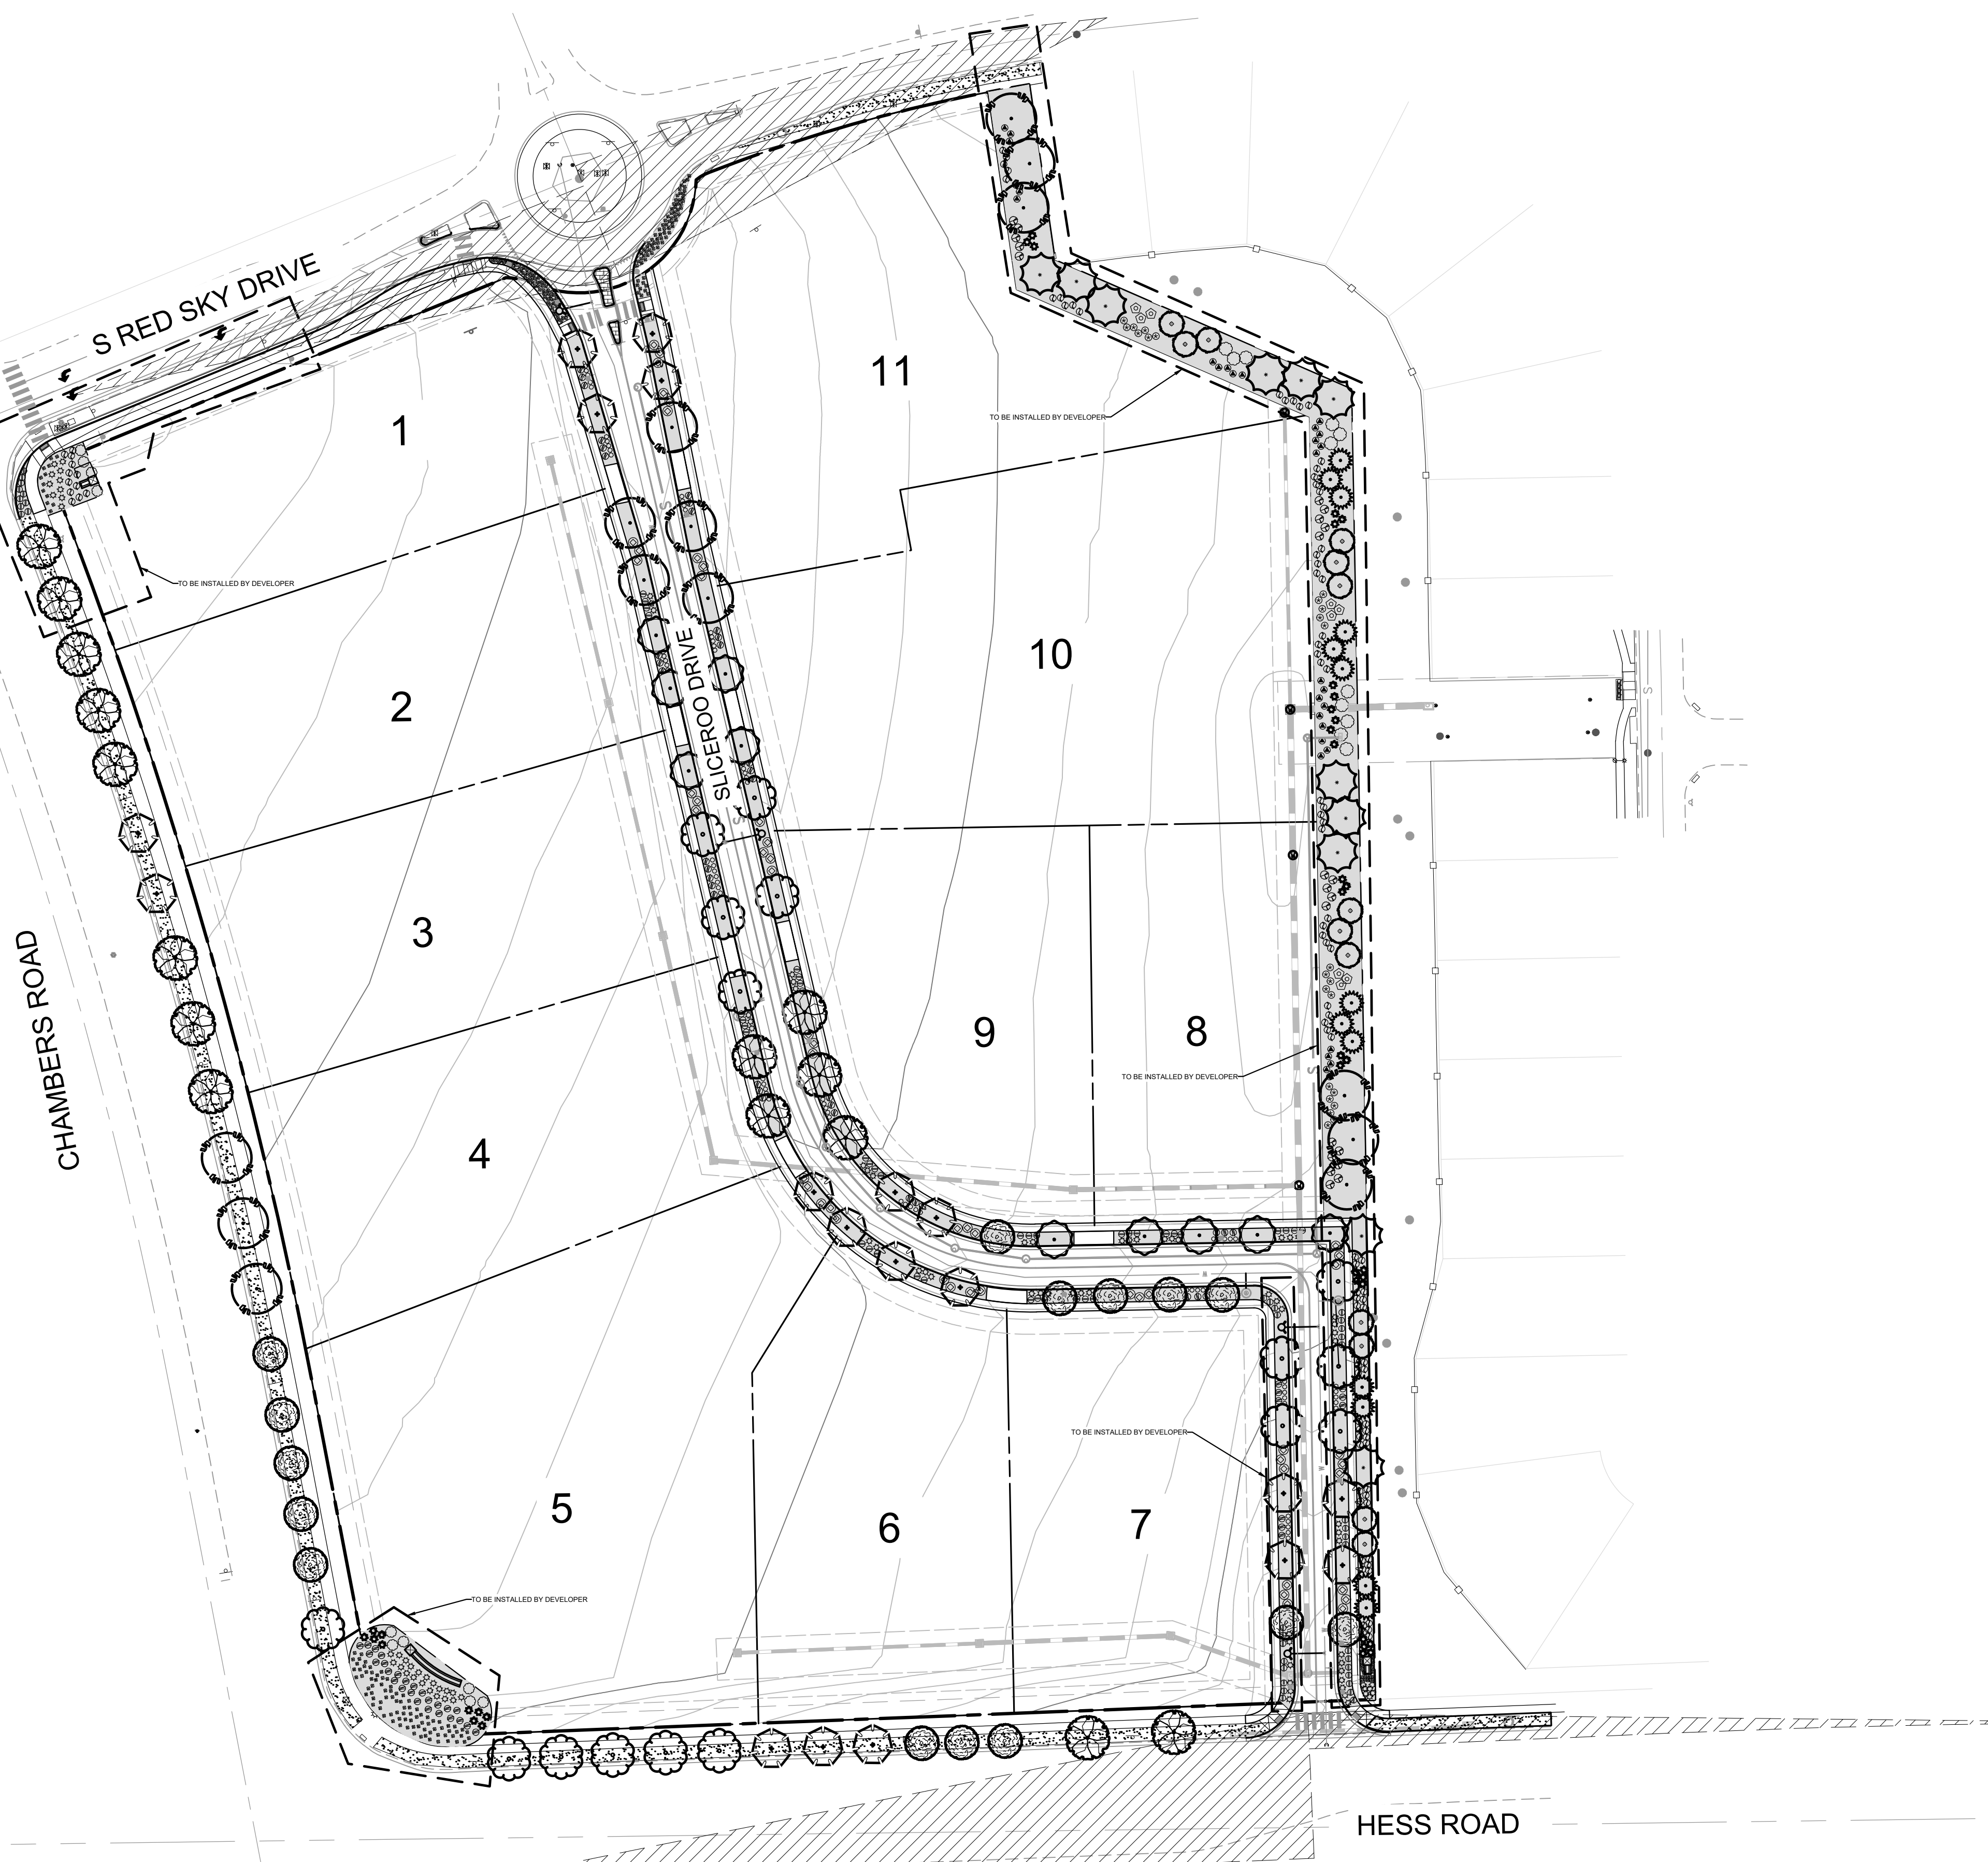 S RED SKY DRIVE
1
11
TO BE INSTALLED BY DEVELOPER
S
TO BE INSTALLED BY DEVELOPER
10
SLICEROO DRIVE
2
S
S
3
CHAMBERS ROAD
9
8
TO BE INSTALLED BY DEVELOPER
S
4
TO BE INSTALLED BY DEVELOPER
5
6
7
TO BE INSTALLED BY DEVELOPER
HESS ROAD